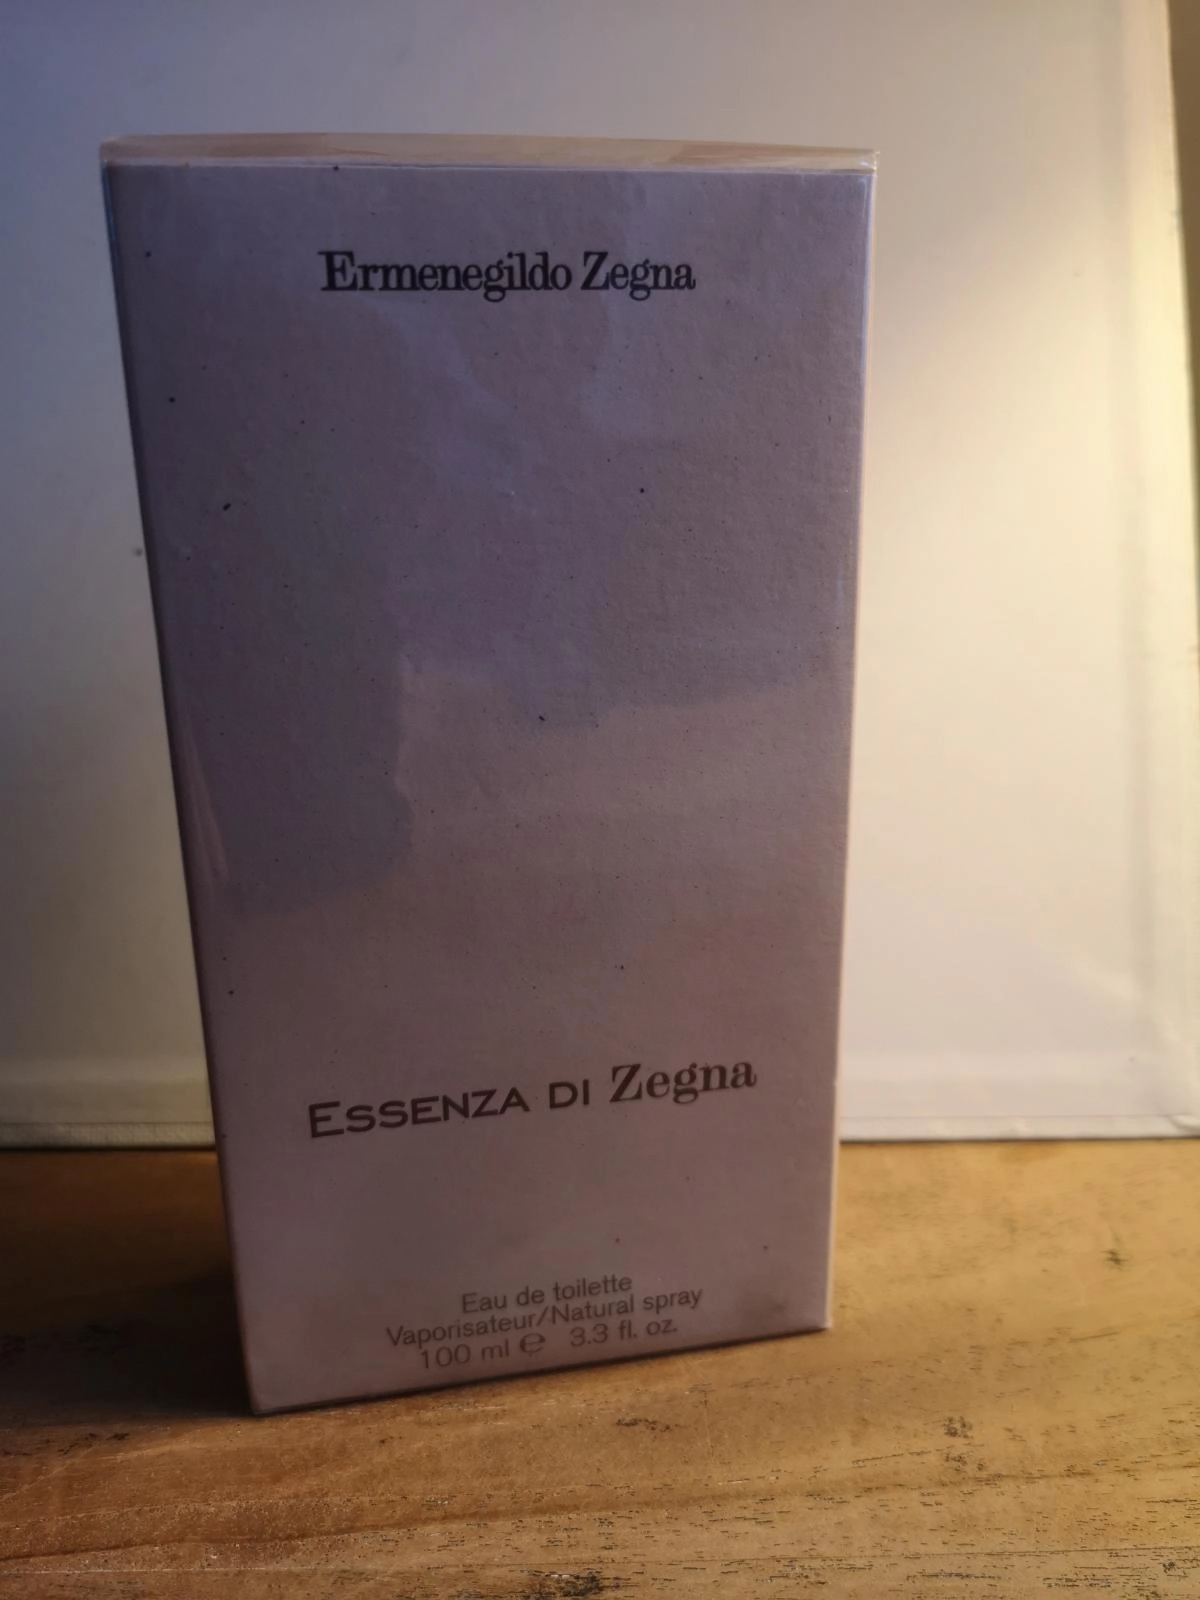 Ermenegildo Zegna
ESSENZA DI Zegna
Eau de toilette
Vaporisateur/Natural spray
100 ml ℮ 3.3 fl. oz.